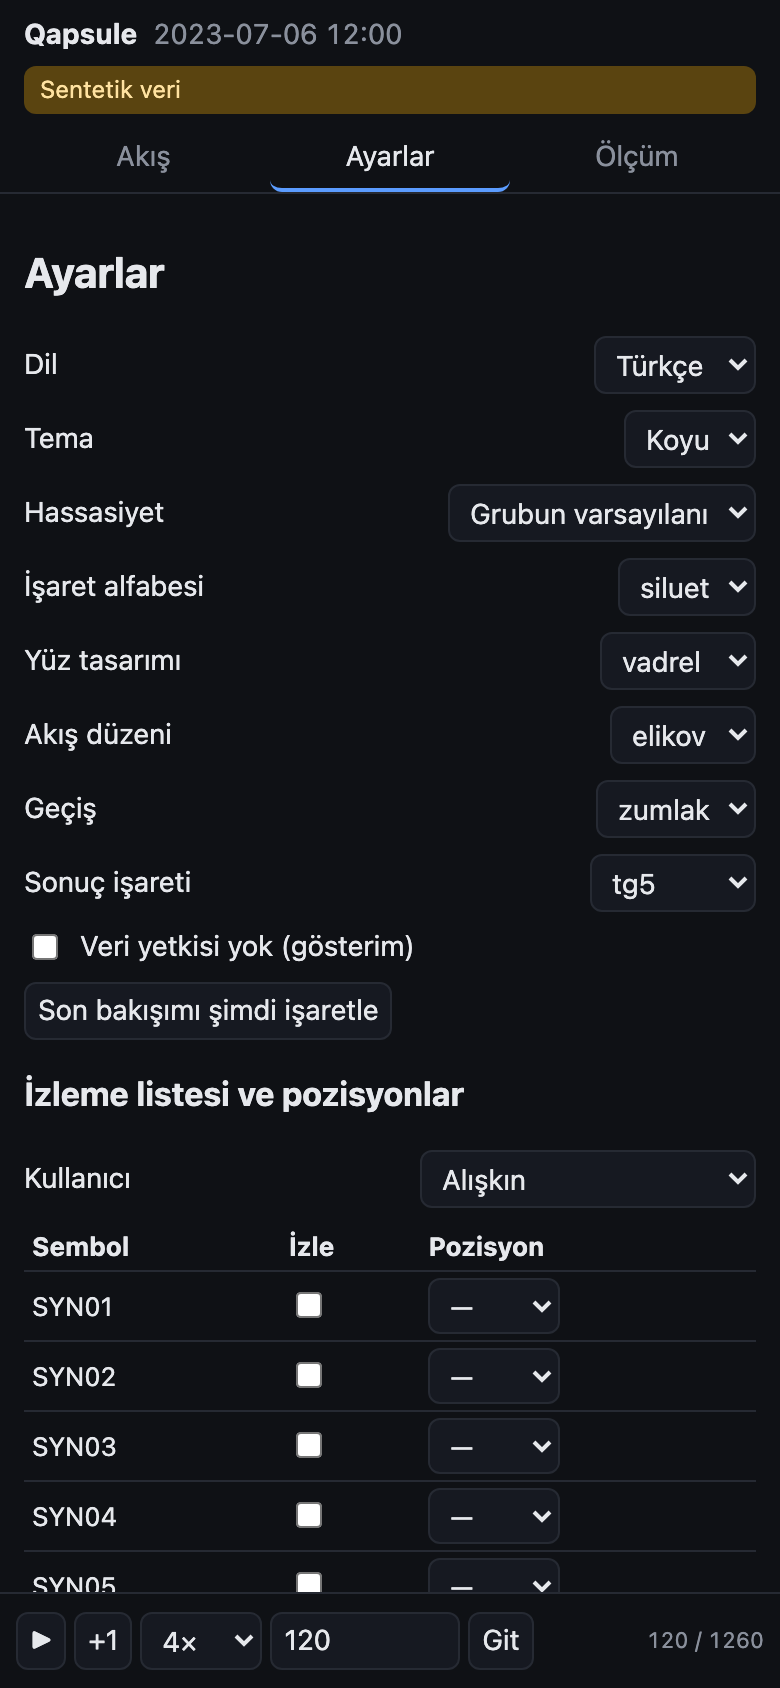 Qapsule 2023-07-06 12:00
Sentetik veri
Akış Ayarlar Ölçüm
Ayarlar
Dil Türkçe
Tema Koyu
Hassasiyet Grubun varsayılanı
İşaret alfabesi siluet
Yüz tasarımı vadrel
Akış düzeni elikov
Geçiş zumlak
Sonuç işareti tg5
Veri yetkisi yok (gösterim)
Son bakışımı şimdi işaretle
İzleme listesi ve pozisyonlar
Kullanıcı Alışkın
Sembol İzle Pozisyon
SYN01 —
SYN02 —
SYN03 —
SYN04 —
SYN05 —
+1 4× 120 Git 120 / 1260